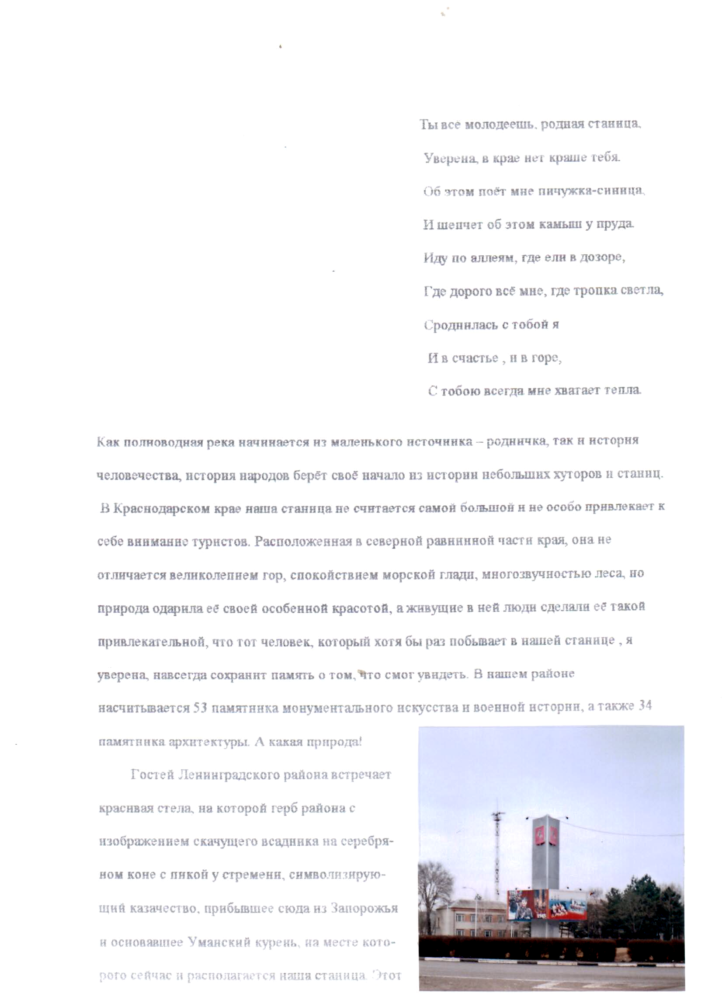 Ты всё молодеешь, родная станица,
Уверена, в крае нет краше тебя.
Об этом поёт мне пичужка-синица,
И шепчет об этом камыш у пруда.
Иду по аллеям, где ели в дозоре,
Где дорого всё мне, где тропка светла,
Сроднилась с тобой я
И в счастье , и в горе,
С тобою всегда мне хватает тепла.
Как полноводная река начинается из маленького источника – родничка, так и история
человечества, история народов берёт своё начало из истории небольших хуторов и станиц.
В Краснодарском крае наша станица не считается самой большой и не особо привлекает к
себе внимание туристов. Расположенная в северной равнинной части края, она не
отличается великолепием гор, спокойствием морской глади, многозвучностью леса, но
природа одарила её своей особенной красотой, а живущие в ней люди сделали её такой
привлекательной, что тот человек, который хотя бы раз побывает в нашей станице , я
уверена, навсегда сохранит память о том, что смог увидеть. В нашем районе
насчитывается 53 памятника монументального искусства и военной истории, а также 34
памятника архитектуры. А какая природа!
Гостей Ленинградского района встречает
красивая стела, на которой герб района с
изображением скачущего всадника на серебря-
ном коне с пикой у стремени, символизирую-
щий казачество, прибывшее сюда из Запорожья
и основавшее Уманский курень, на месте кото-
рого сейчас и располагается наша станица. Этот
1945